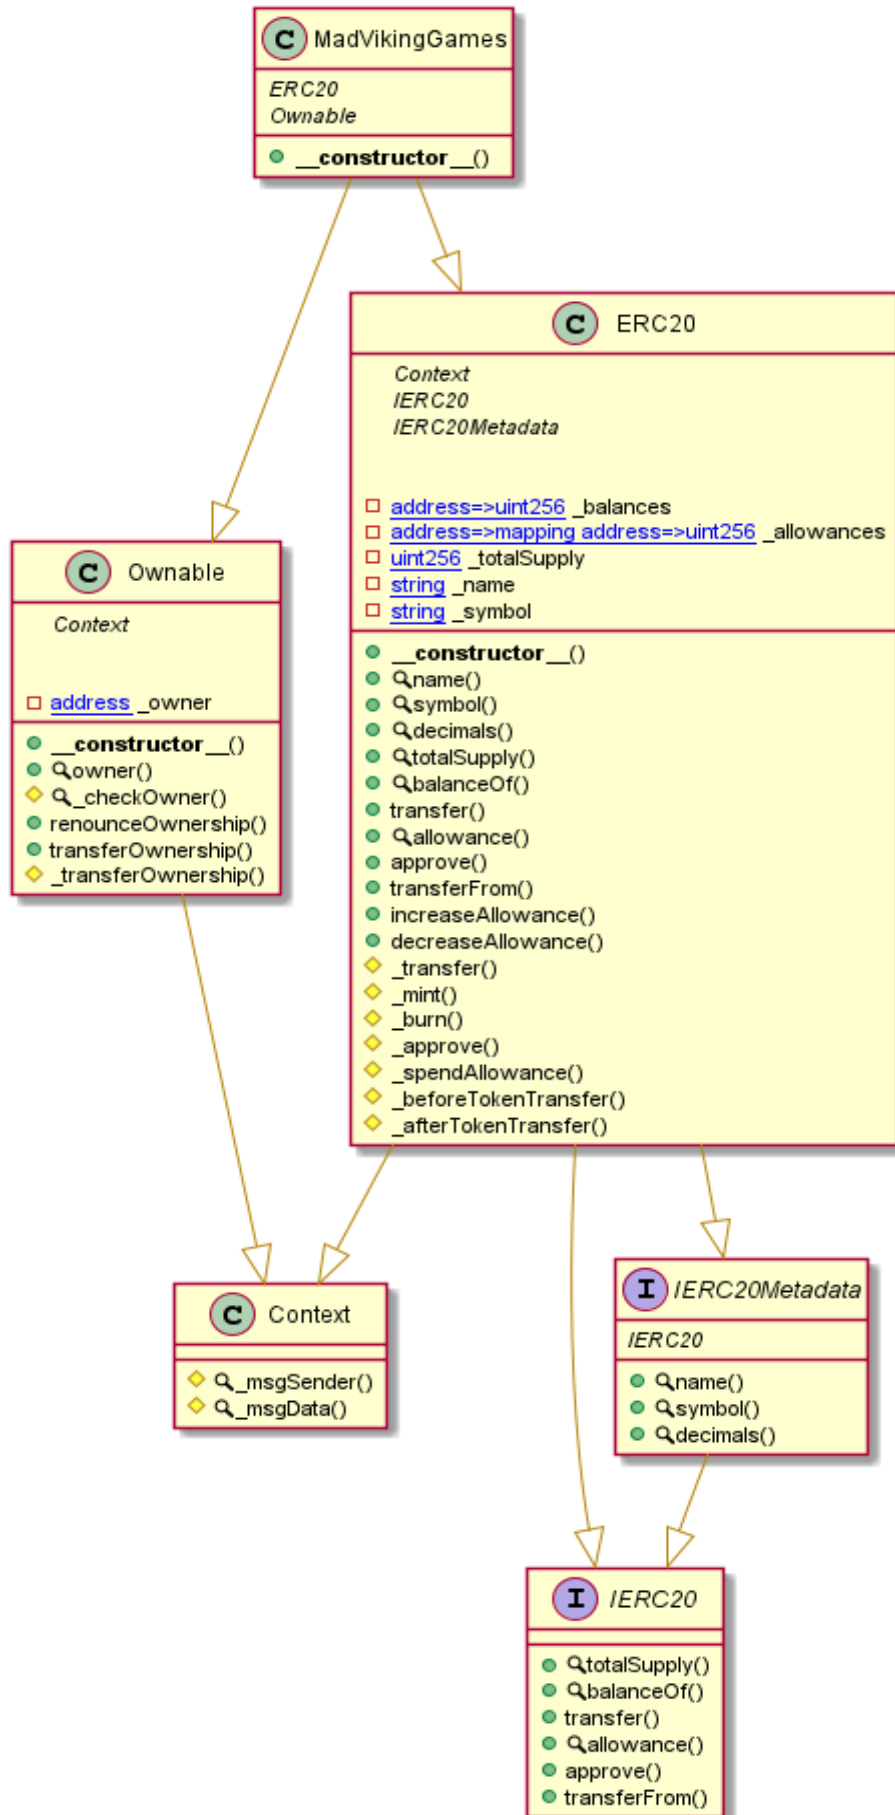 C MadVikingGames
ERC20
Ownable
__constructor__()
C ERC20
Context
IERC20
IERC20Metadata
address=>uint256 _balances
address=>mapping address=>uint256 _allowances
uint256 _totalSupply
string _name
string _symbol
__constructor__()
name()
symbol()
decimals()
totalSupply()
balanceOf()
transfer()
allowance()
approve()
transferFrom()
increaseAllowance()
decreaseAllowance()
_transfer()
_mint()
_burn()
_approve()
_spendAllowance()
_beforeTokenTransfer()
_afterTokenTransfer()
C Ownable
Context
address _owner
__constructor__()
owner()
_checkOwner()
renounceOwnership()
transferOwnership()
_transferOwnership()
C Context
_msgSender()
_msgData()
I IERC20Metadata
IERC20
name()
symbol()
decimals()
I IERC20
totalSupply()
balanceOf()
transfer()
allowance()
approve()
transferFrom()